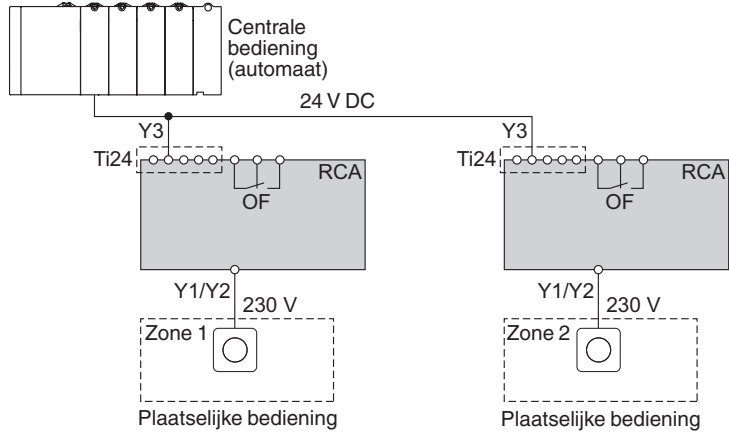 Centrale
bediening
(automaat)
24 V DC
Y3
Y3
Ti24
RCA
Ti24
RCA
OF
OF
Y1/Y2
230 V
Y1/Y2
230 V
Zone 1
Zone 2
Plaatselijke bediening
Plaatselijke bediening